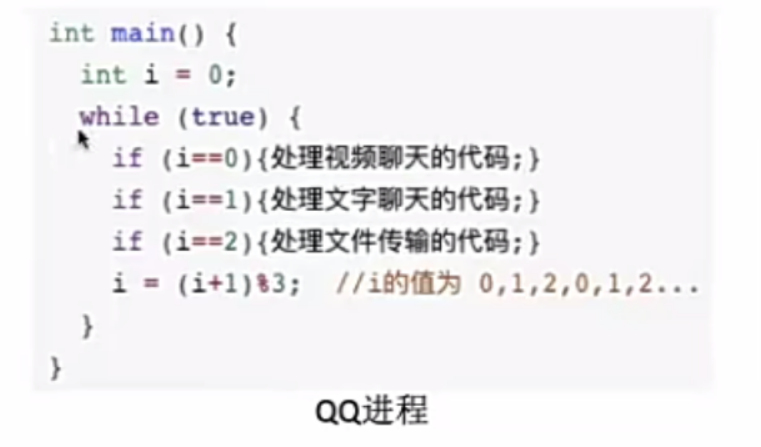 int main() {
int i = 0;
while (true) {
if (i==0){处理视频聊天的代码;}
if (i==1){处理文字聊天的代码;}
if (i==2){处理文件传输的代码;}
i = (i+1)%3; //i的值为 0,1,2,0,1,2...
}
}
QQ进程